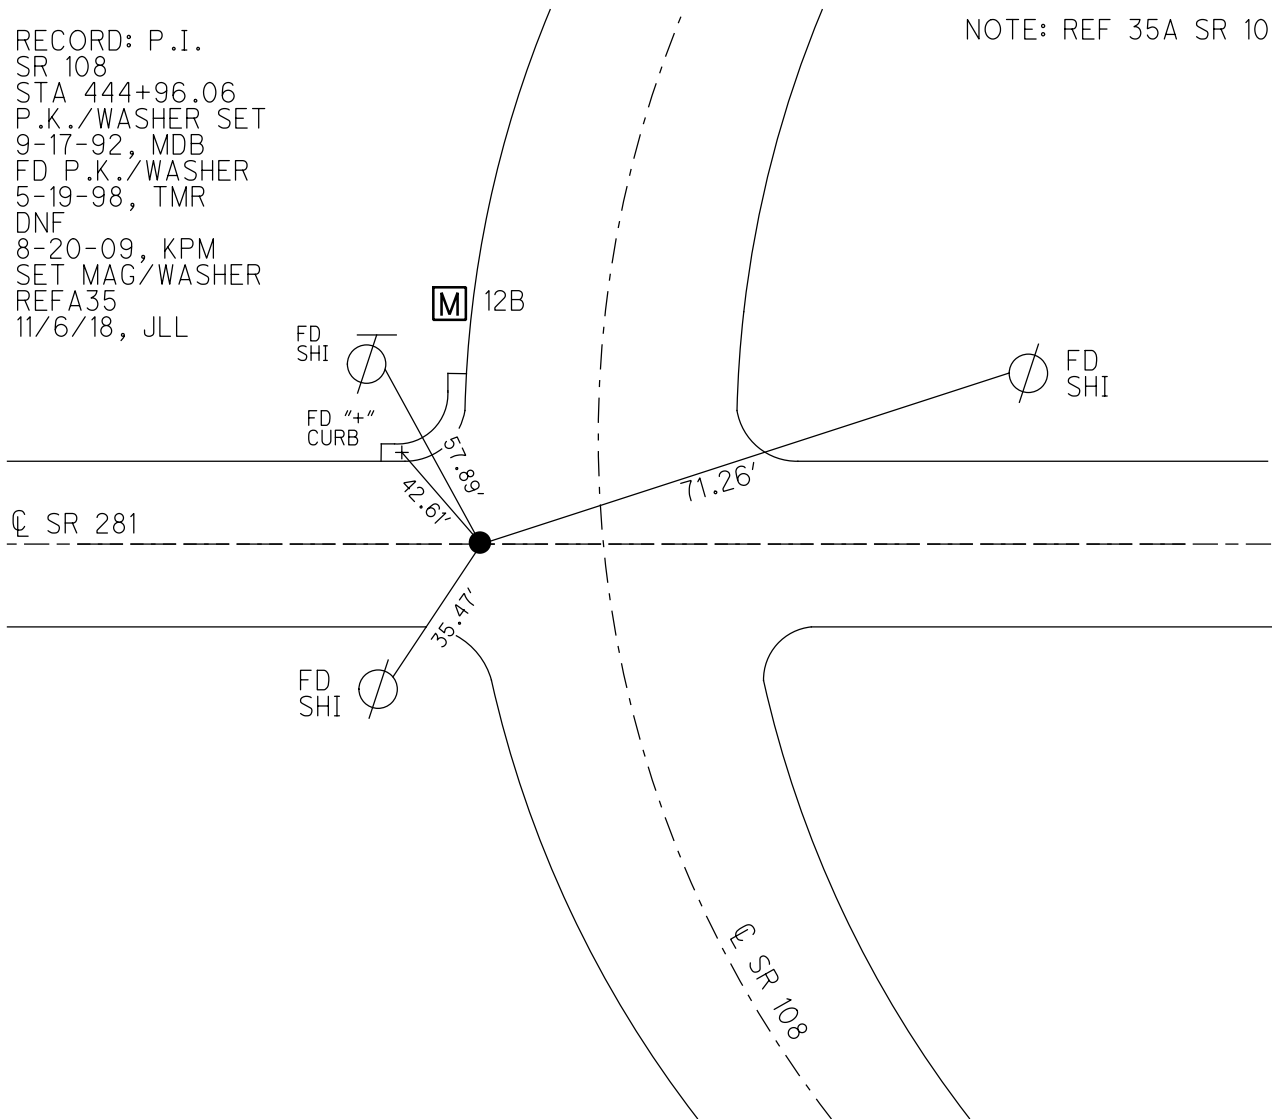 RECORD: P.I.
SR 108
STA 444+96.06
P.K./WASHER SET
9-17-92, MDB
FD P.K./WASHER
5-19-98, TMR
DNF
8-20-09, KPM
SET MAG/WASHER
REFA35
11/6/18, JLL
NOTE: REF 35A SR 10
M 12B
FD
SHI
FD "+"
CURB
57.89'
42.61'
71.26'
FD
SHI
℄ SR 281
35.47'
FD
SHI
℄ SR 108